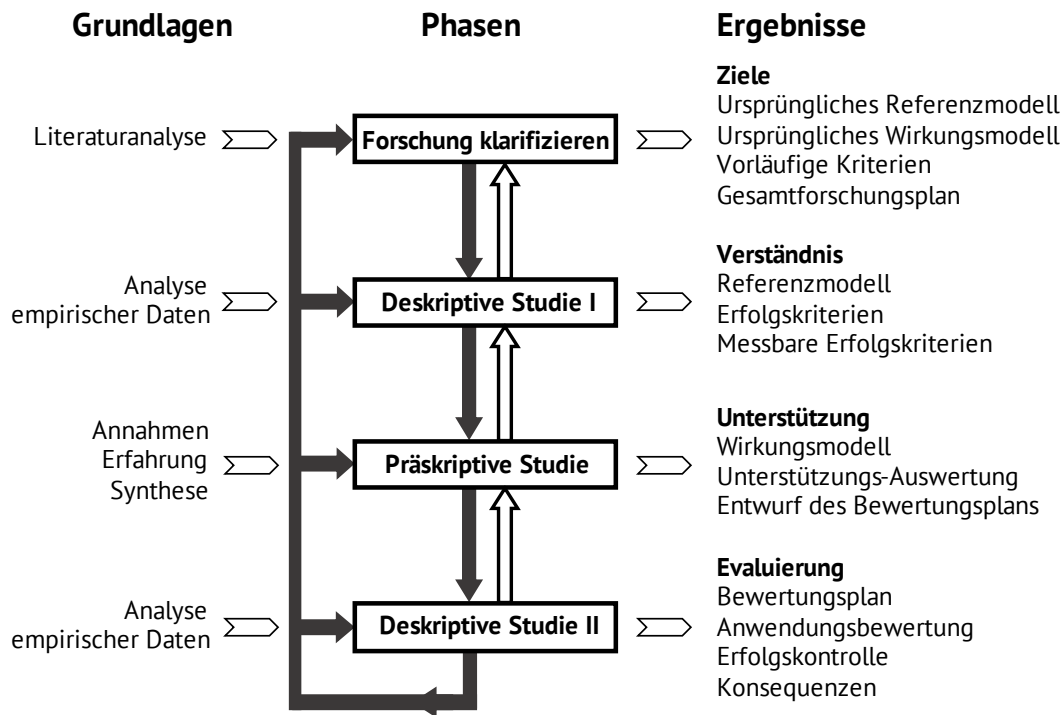 Grundlagen
Phasen
Ergebnisse
Literaturanalyse
Forschung klarifizieren
Ziele
Ursprüngliches Referenzmodell
Ursprüngliches Wirkungsmodell
Vorläufige Kriterien
Gesamtforschungsplan
Analyse
empirischer Daten
Deskriptive Studie I
Verständnis
Referenzmodell
Erfolgskriterien
Messbare Erfolgskriterien
Annahmen
Erfahrung
Synthese
Präskriptive Studie
Unterstützung
Wirkungsmodell
Unterstützungs-Auswertung
Entwurf des Bewertungsplans
Analyse
empirischer Daten
Deskriptive Studie II
Evaluierung
Bewertungsplan
Anwendungsbewertung
Erfolgskontrolle
Konsequenzen